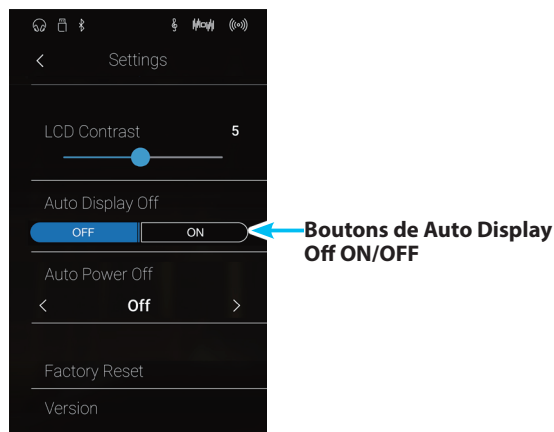 Settings
LCD Contrast 5
Auto Display Off
OFF ON
Boutons de Auto Display
Off ON/OFF
Auto Power Off
< Off >
Factory Reset
Version